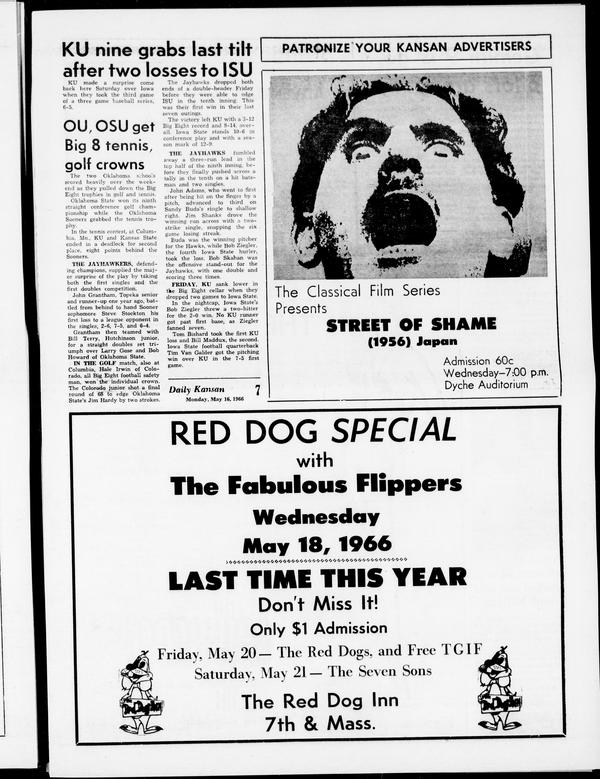 KU nine grabs last tilt
after two losses to ISU
KU made a surprise come
back here Saturday over Iowa
when they took the third game
of a three game baseball series,
6-5.
OU, OSU get
Big 8 tennis,
golf crowns
The two Oklahoma schools
scored heavily over the week-
end as they pulled down the Big
Eight trophies in golf and tennis.
Oklahoma State won its ninth
straight conference golf cham-
pionship while the Oklahoma
Sooners grabbed the tennis tro-
phy.
In the tennis contest, at Colum-
bia, Mo., KU and Kansas State
ended in a deadlock for second
place, eight points behind the
Sooners.
THE JAYHAWKERS, defend-
ing champions, supplied the maj-
or surprise of the play by taking
both the first singles and the
first doubles competition.
John Grantham, Topeka senior
and runner-up one year ago, bat-
tled from behind to hand Sooner
sophomore Steve Stockton his
first loss to a league opponent in
the singles, 2-6, 7-5, and 6-4.
Grantham then teamed with
Bill Terry, Hutchinson junior,
for a straight doubles set tri-
umph over Larry Gose and Bob
Howard of Oklahoma State.
IN THE GOLF match, also at
Columbia, Hale Irwin of Colo-
rado, all Big Eight football safety
man, won the individual crown.
The Colorado junior shot a final
round of 68 to edge Oklahoma
State's Jim Hardy by two strokes.
The Jayhawks dropped both
ends of a double-header Friday
before they were able to edge
ISU in the tenth inning. This
was their first win in their last
seven outings.
The victory left KU with a 3-12
Big Eight record and 8-14, over-
all. Iowa State stands 10-6 in
conference play and with a sea-
son mark of 12-9.
THE JAYHAWKS fumbled
away a three-run lead in the
top half of the ninth inning, be-
fore they finally pushed across a
tally in the tenth on a hit bats-
man and two singles.
John Adams, who went to first
after being hit on the finger by a
pitch, advanced to third on
Sandy Buda's single to shallow
right. Jim Shanks drove the
winning run across with a two-
strike single, snapping the six
game losing streak.
Buda was the winning pitcher
for the Hawks, while Bob Ziegler,
the fourth Iowa State hurler,
took the loss. Bob Skahan was
the offensive stand-out for the
Jayhawks, with one double and
scoring three times.
FRIDAY, KU sank lower in
the Big Eight cellar when they
dropped two games to Iowa State.
In the nightcap, Iowa State's
Bob Ziegler threw a two-hitter
for the 2-0 win. No KU runner
got past first base, as Ziegler
fanned seven.
Tom Bishard took the first KU
loss and Bill Maddux, the second.
Iowa State football quarterback
Tim Van Galder got the pitching
win over KU in the 7-5 first
game.
Daily Kansan 7
Monday, May 16, 1966
PATRONIZE YOUR KANSAN ADVERTISERS
The Classical Film Series
Presents
STREET OF SHAME
(1956) Japan
Admission 60c
Wednesday–7:00 p.m.
Dyche Auditorium
RED DOG SPECIAL
with
The Fabulous Flippers
Wednesday
May 18, 1966
LAST TIME THIS YEAR
Don't Miss It!
Only $1 Admission
Friday, May 20 — The Red Dogs, and Free TGIF
Saturday, May 21 — The Seven Sons
The Red Dog Inn
7th & Mass.